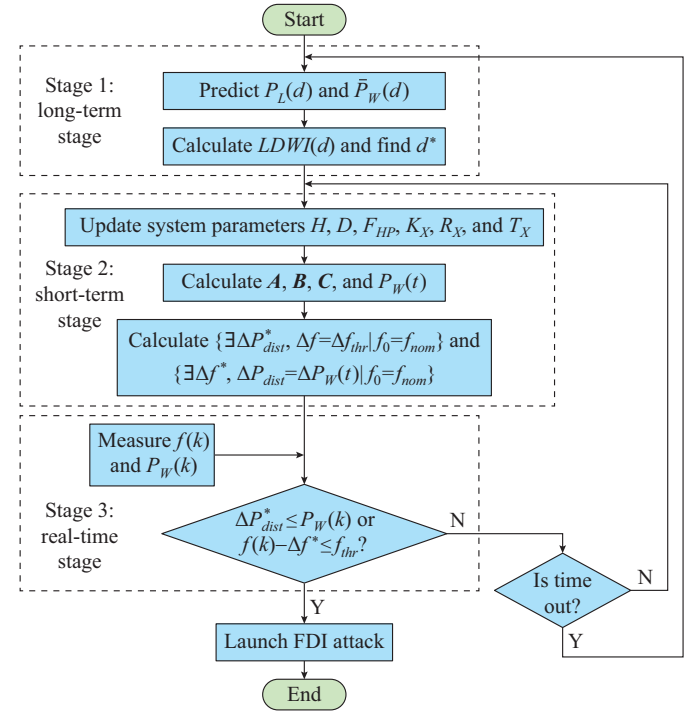 Start
Stage 1:
long-term
stage
Predict P_L(d) and P̄_W(d)
Calculate LDWI(d) and find d*
Stage 2:
short-term
stage
Update system parameters H, D, F_HP, K_X, R_X, and T_X
Calculate A, B, C, and P_W(t)
Calculate {∃ΔP*_dist, Δf=Δf_thr|f_0=f_nom} and
{∃Δf*, ΔP_dist=ΔP_W(t)|f_0=f_nom}
Stage 3:
real-time
stage
Measure f(k)
and P_W(k)
ΔP*_dist≤P_W(k) or
f(k)−Δf*≤f_thr?
N
Is time
out?
N
Y
Y
Launch FDI attack
End